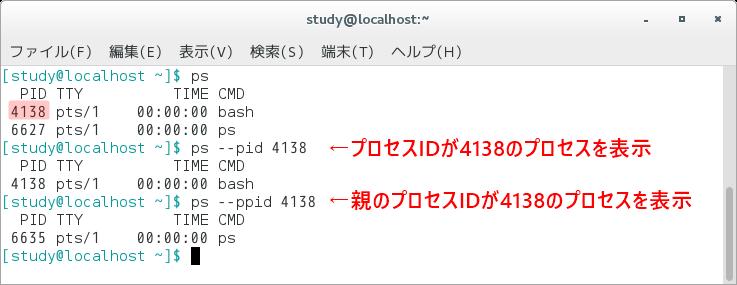 study@localhost:~
ファイル(F) 編集(E) 表示(V) 検索(S) 端末(T) ヘルプ(H)
[study@localhost ~]$ ps
PID TTY TIME CMD
4138 pts/1 00:00:00 bash
6627 pts/1 00:00:00 ps
[study@localhost ~]$ ps --pid 4138 ←プロセスIDが4138のプロセスを表示
PID TTY TIME CMD
4138 pts/1 00:00:00 bash
[study@localhost ~]$ ps --ppid 4138 ←親のプロセスIDが4138のプロセスを表示
PID TTY TIME CMD
6635 pts/1 00:00:00 ps
[study@localhost ~]$